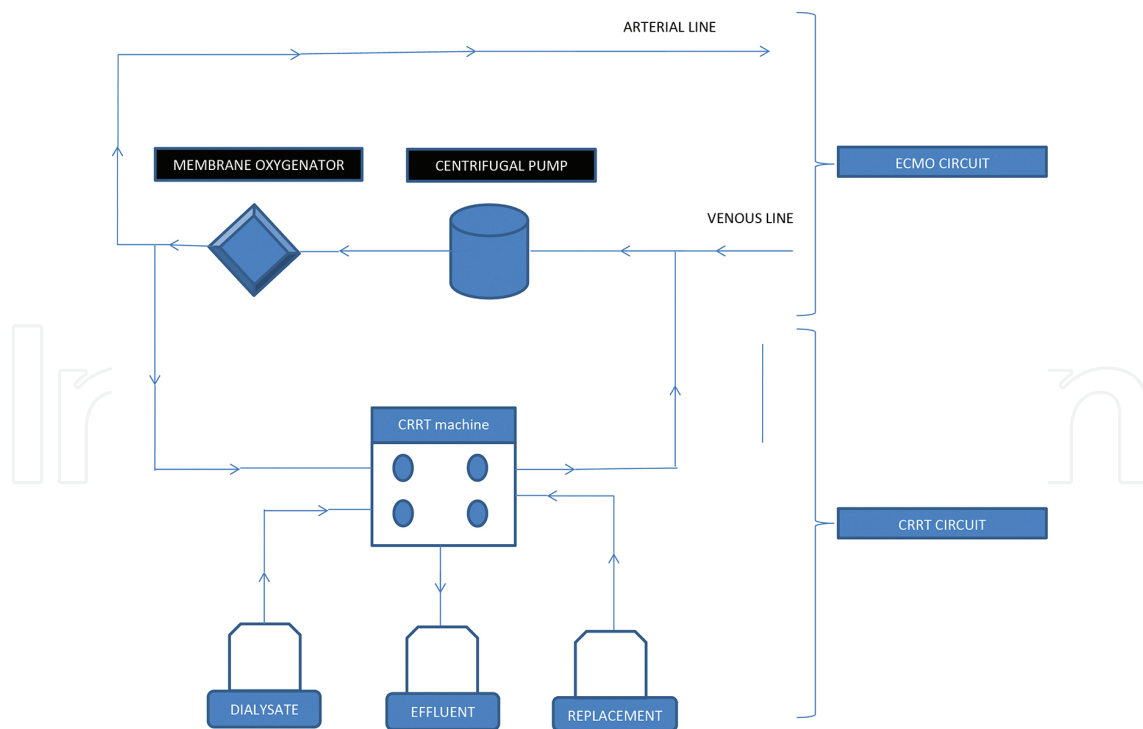 ARTERIAL LINE
MEMBRANE OXYGENATOR
CENTRIFUGAL PUMP
ECMO CIRCUIT
VENOUS LINE
CRRT machine
CRRT CIRCUIT
DIALYSATE
EFFLUENT
REPLACEMENT